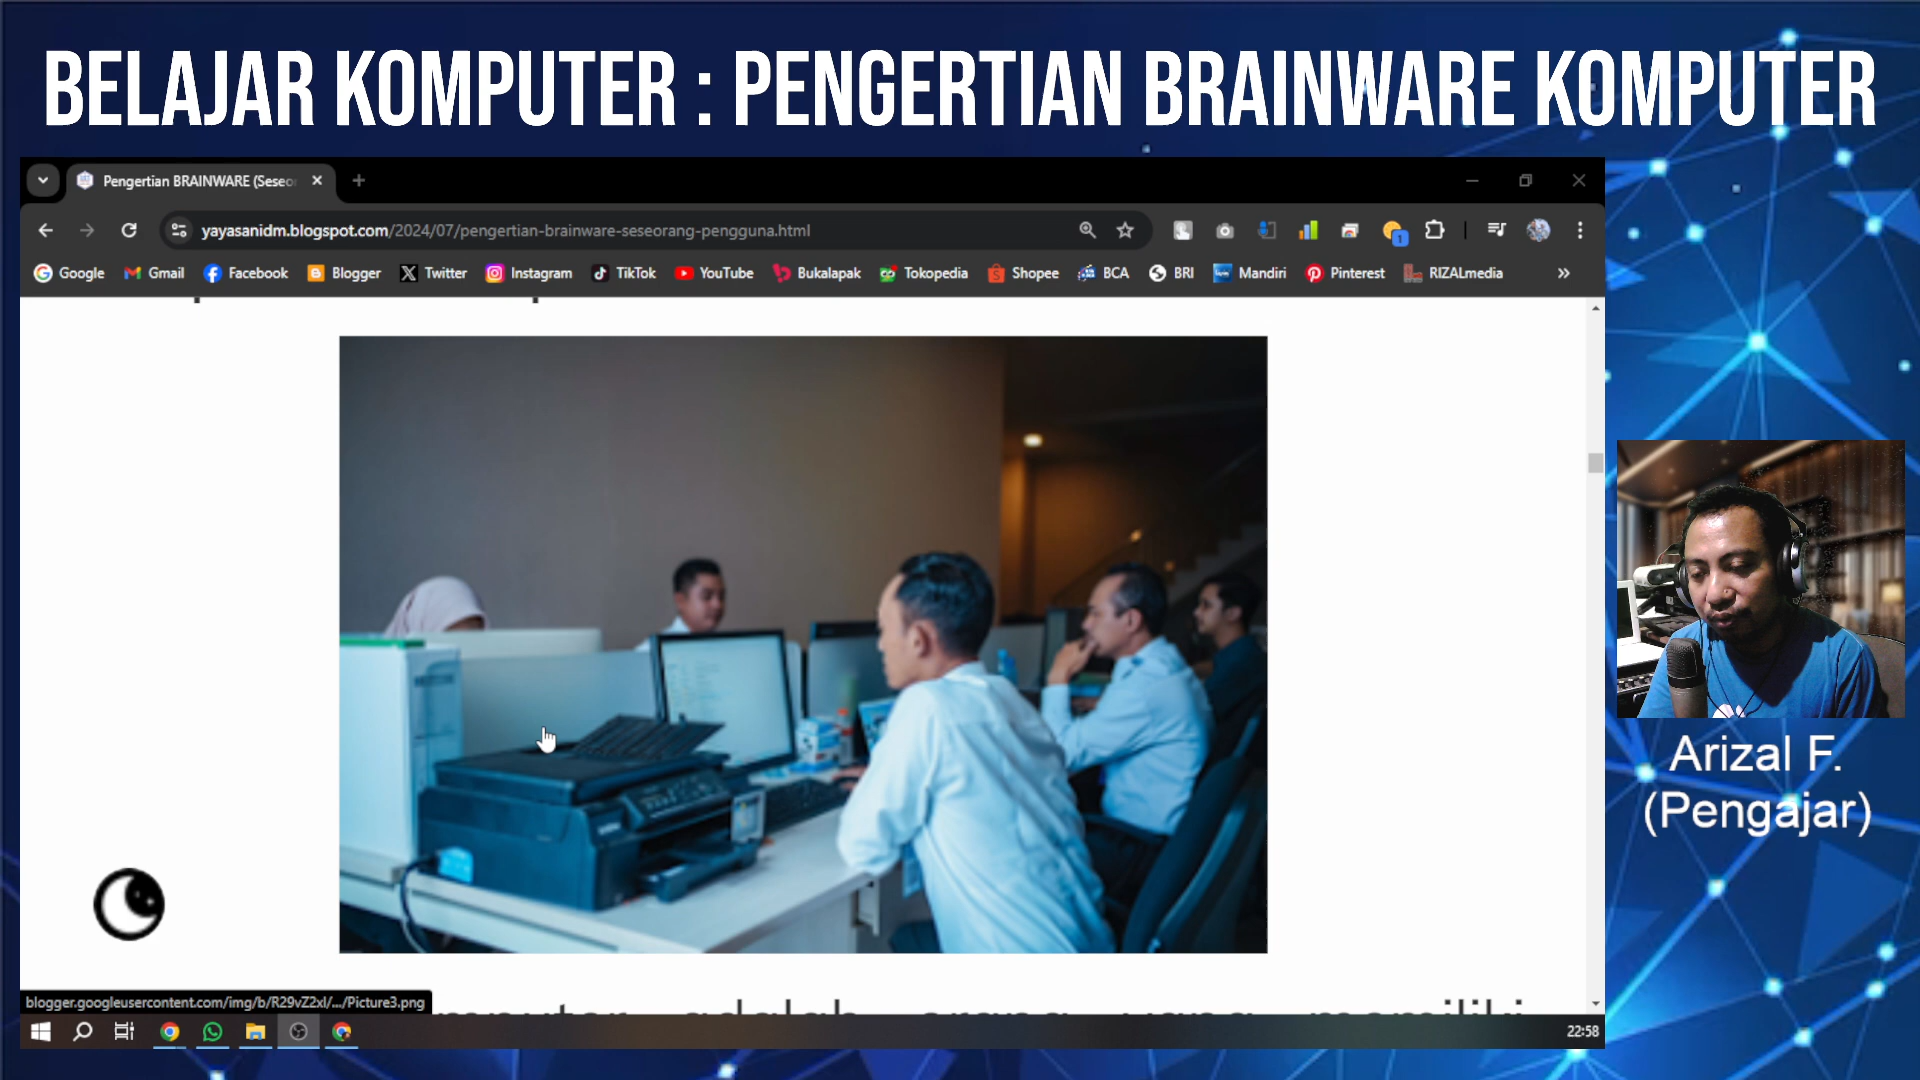 BELAJAR KOMPUTER : PENGERTIAN BRAINWARE KOMPUTER
Pengertian BRAINWARE (Seseo
yayasanidm.blogspot.com/2024/07/pengertian-brainware-seseorang-pengguna.html
1
Google Gmail Facebook Blogger Twitter Instagram TikTok YouTube Bukalapak Tokopedia Shopee BCA BRI Mandiri Pinterest RIZALmedia
Arizal F.
(Pengajar)
blogger.googleusercontent.com/img/b/R29vZ2xl/.../Picture3.png
22:58